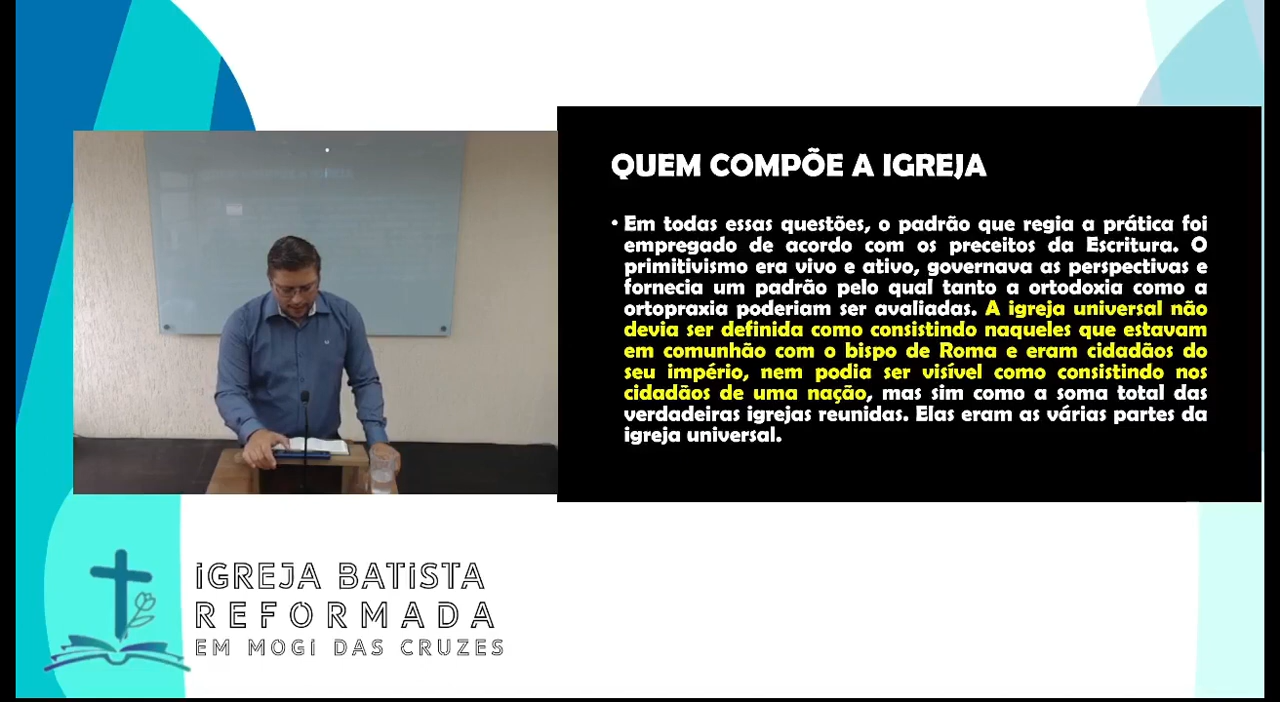 QUEM COMPÕE A IGREJA
• Em todas essas questões, o padrão que regia a prática foi
empregado de acordo com os preceitos da Escritura. O
primitivismo era vivo e ativo, governava as perspectivas e
fornecia um padrão pelo qual tanto a ortodoxia como a
ortopraxia poderiam ser avaliadas. A igreja universal não
devia ser definida como consistindo naqueles que estavam
em comunhão com o bispo de Roma e eram cidadãos do
seu império, nem podia ser visível como consistindo nos
cidadãos de uma nação, mas sim como a soma total das
verdadeiras igrejas reunidas. Elas eram as várias partes da
igreja universal.
IGREJA BATISTA
REFORMADA
EM MOGI DAS CRUZES